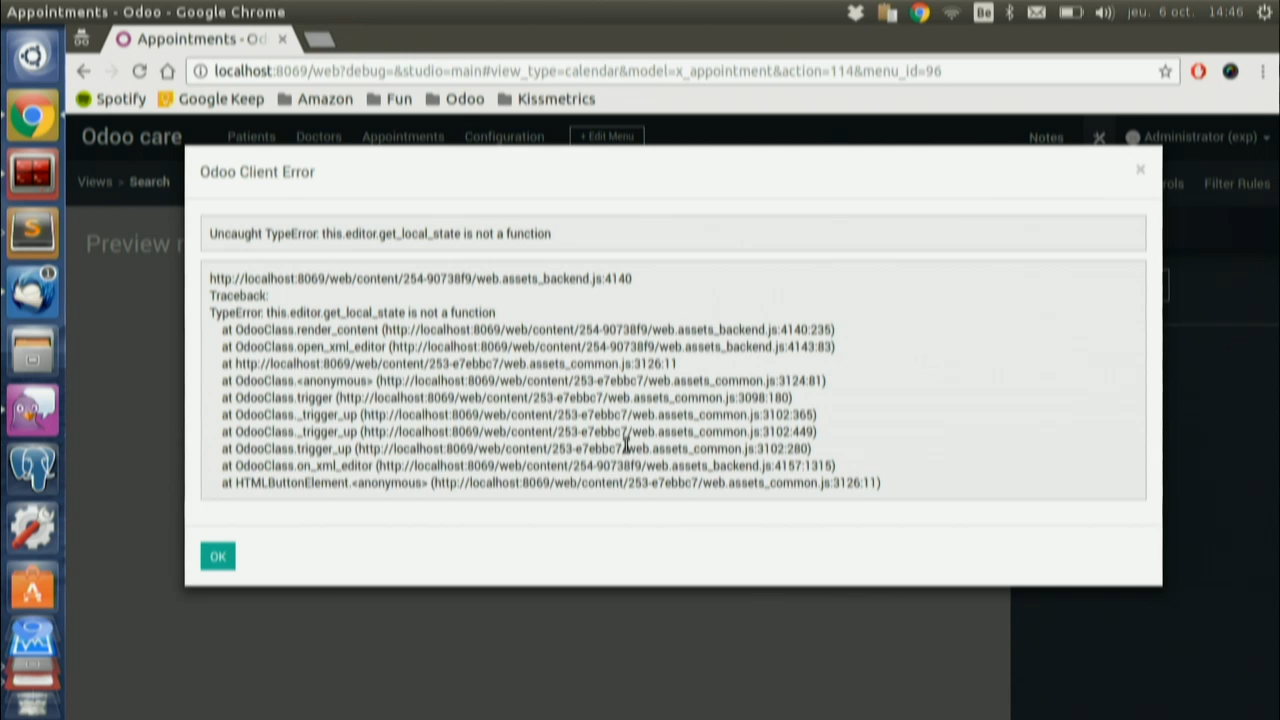 Appointments - Odoo - Google Chrome
Be
jeu. 6 oct. 14:46
Appointments - Od
localhost:8069/web?debug=&studio=main#view_type=calendar&model=x_appointment&action=114&menu_id=96
Spotify Google Keep Amazon Fun Odoo Kissmetrics
Odoo care Patients Doctors Appointments Configuration + Edit Menu Notes Administrator (exp)
Views > Search
rols Filter Rules
Odoo Client Error
×
Preview
Uncaught TypeError: this.editor.get_local_state is not a function
http://localhost:8069/web/content/254-90738f9/web.assets_backend.js:4140
Traceback:
TypeError: this.editor.get_local_state is not a function
at OdooClass.render_content (http://localhost:8069/web/content/254-90738f9/web.assets_backend.js:4140:235)
at OdooClass.open_xml_editor (http://localhost:8069/web/content/254-90738f9/web.assets_backend.js:4143:83)
at http://localhost:8069/web/content/253-e7ebbc7/web.assets_common.js:3126:11
at OdooClass.<anonymous> (http://localhost:8069/web/content/253-e7ebbc7/web.assets_common.js:3124:81)
at OdooClass.trigger (http://localhost:8069/web/content/253-e7ebbc7/web.assets_common.js:3098:180)
at OdooClass._trigger_up (http://localhost:8069/web/content/253-e7ebbc7/web.assets_common.js:3102:365)
at OdooClass._trigger_up (http://localhost:8069/web/content/253-e7ebbc7/web.assets_common.js:3102:449)
at OdooClass.trigger_up (http://localhost:8069/web/content/253-e7ebbc7/web.assets_common.js:3102:280)
at OdooClass.on_xml_editor (http://localhost:8069/web/content/254-90738f9/web.assets_backend.js:4157:1315)
at HTMLButtonElement.<anonymous> (http://localhost:8069/web/content/253-e7ebbc7/web.assets_common.js:3126:11)
OK